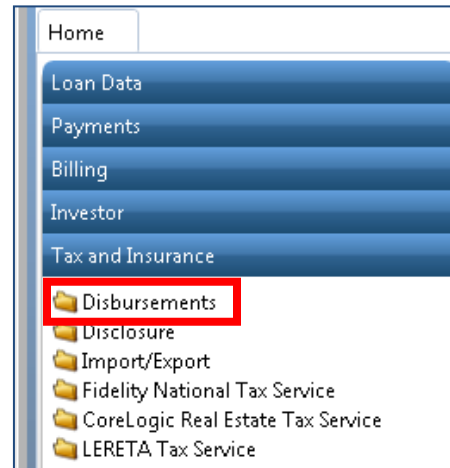 Home
Loan Data
Payments
Billing
Investor
Tax and Insurance
Disbursements
Disclosure
Import/Export
Fidelity National Tax Service
CoreLogic Real Estate Tax Service
LERETA Tax Service